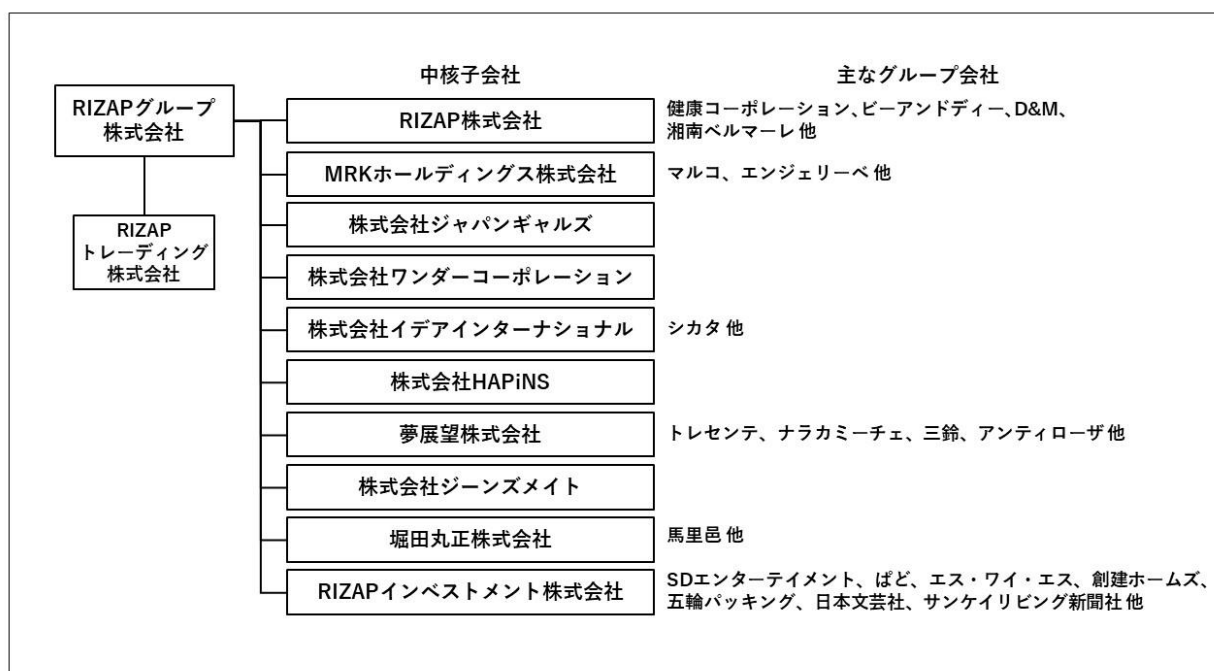 中核子会社
主なグループ会社
RIZAPグループ
株式会社
RIZAP
トレーディング
株式会社
RIZAP株式会社
健康コーポレーション、ビーアンドディー、D&M、
湘南ベルマーレ 他
MRKホールディングス株式会社
マルコ、エンジェリーベ 他
株式会社ジャパンギャルズ
株式会社ワンダーコーポレーション
株式会社イデアインターナショナル
シカタ 他
株式会社HAPiNS
夢展望株式会社
トレセンテ、ナラカミーチェ、三鈴、アンティローザ 他
株式会社ジーンズメイト
堀田丸正株式会社
馬里邑 他
RIZAPインベストメント株式会社
SDエンターテイメント、ぱど、エス・ワイ・エス、創建ホームズ、
五輪パッキング、日本文芸社、サンケイリビング新聞社 他